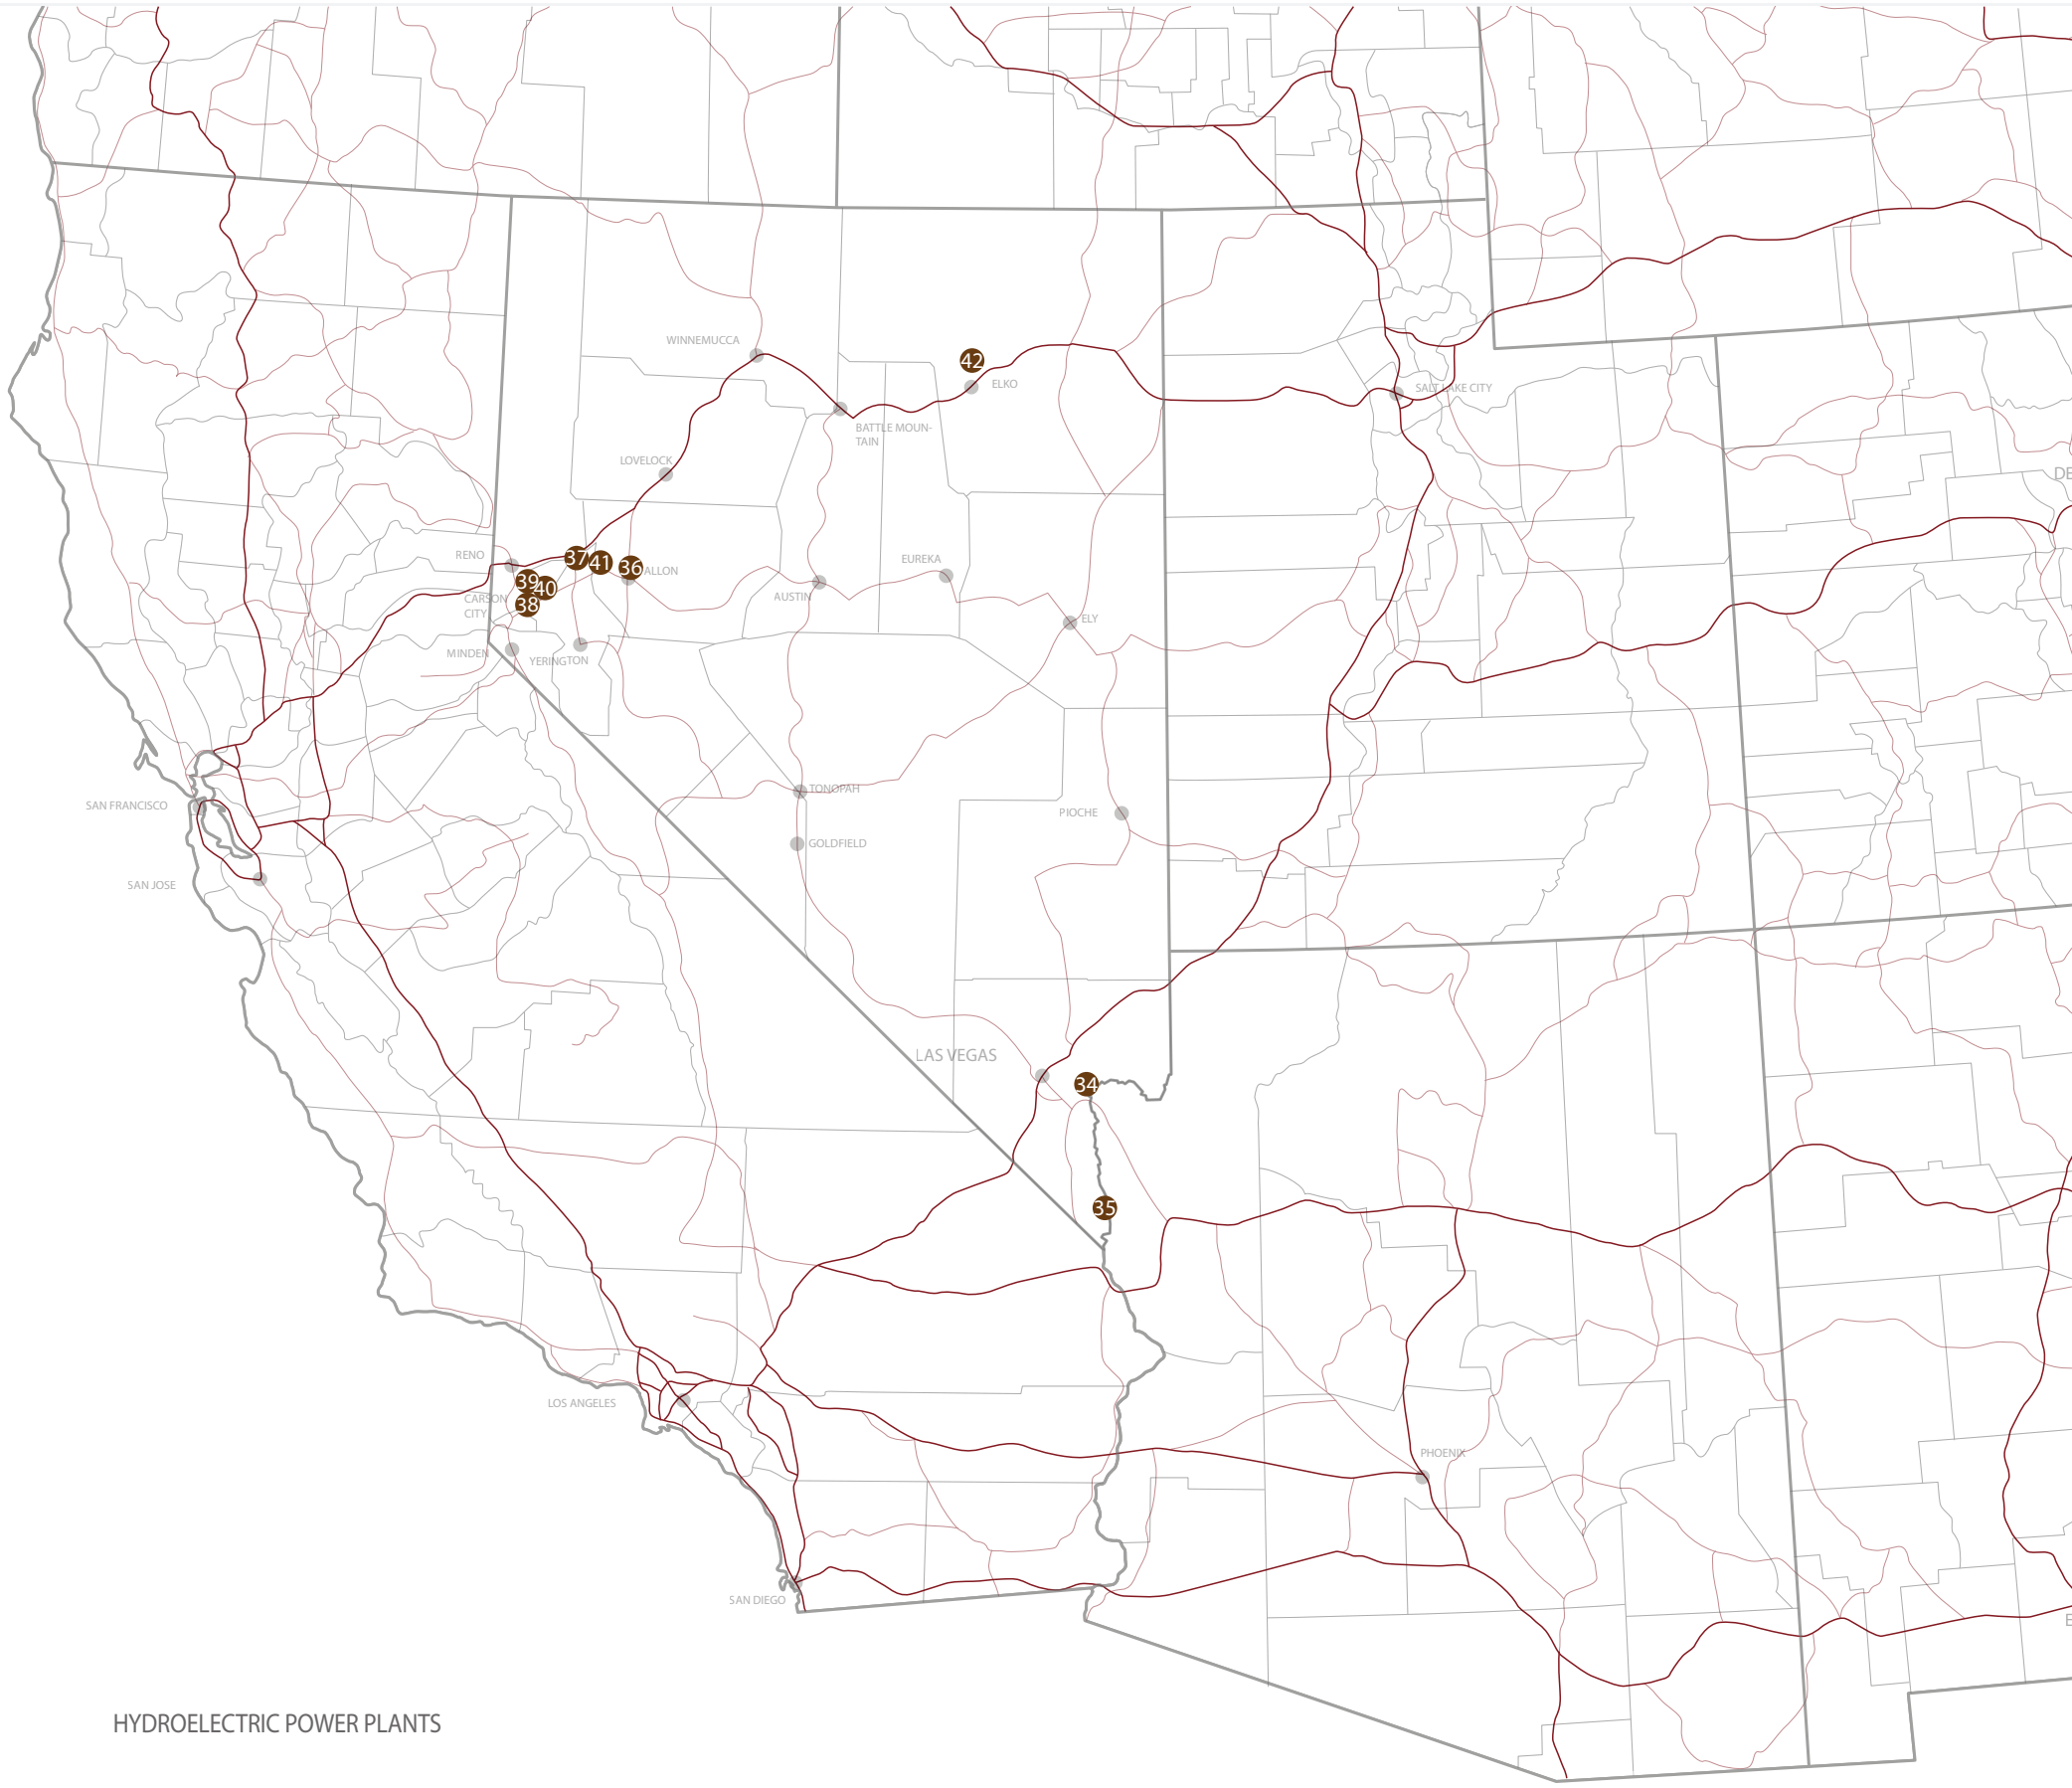 WINNEMUCCA
42
ELKO
SALT LAKE CITY
BATTLE MOUN-
TAIN
LOVELOCK
DE
RENO
37
41
36
ALLON
EUREKA
39
40
CARSON
CITY
38
AUSTIN
ELY
MINDEN
YERINGTON
TONOPAH
SAN FRANCISCO
PIOCHE
GOLDFIELD
SAN JOSE
LAS VEGAS
34
35
LOS ANGELES
PHOENIX
SAN DIEGO
E
HYDROELECTRIC POWER PLANTS